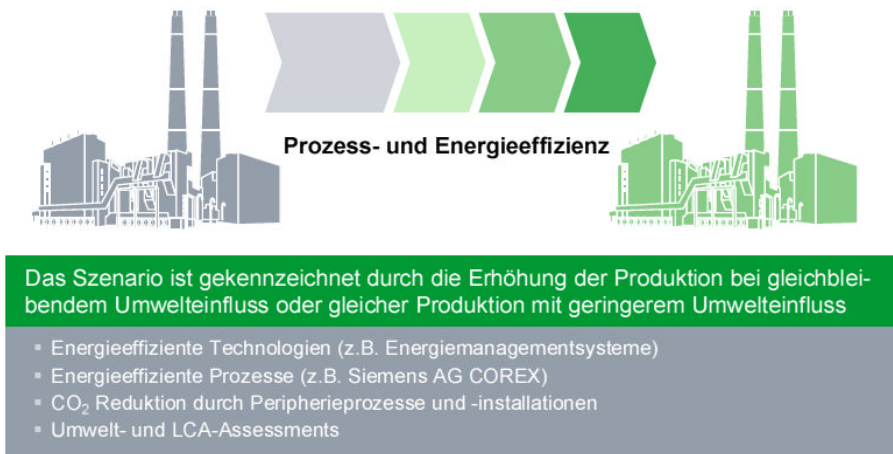 Prozess- und Energieeffizienz
Das Szenario ist gekennzeichnet durch die Erhöhung der Produktion bei gleichblei-
bendem Umwelteinfluss oder gleicher Produktion mit geringerem Umwelteinfluss
▪ Energieeffiziente Technologien (z.B. Energiemanagementsysteme)
▪ Energieeffiziente Prozesse (z.B. Siemens AG COREX)
▪ CO₂ Reduktion durch Peripherieprozesse und -installationen
▪ Umwelt- und LCA-Assessments